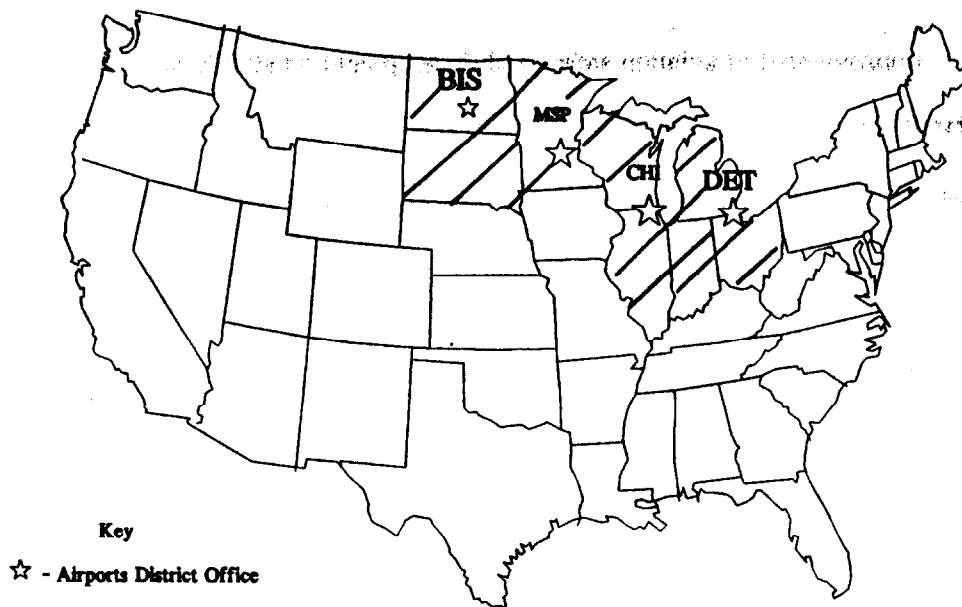 BIS
MSP
CHI
DET
Key
☆ - Airports District Office